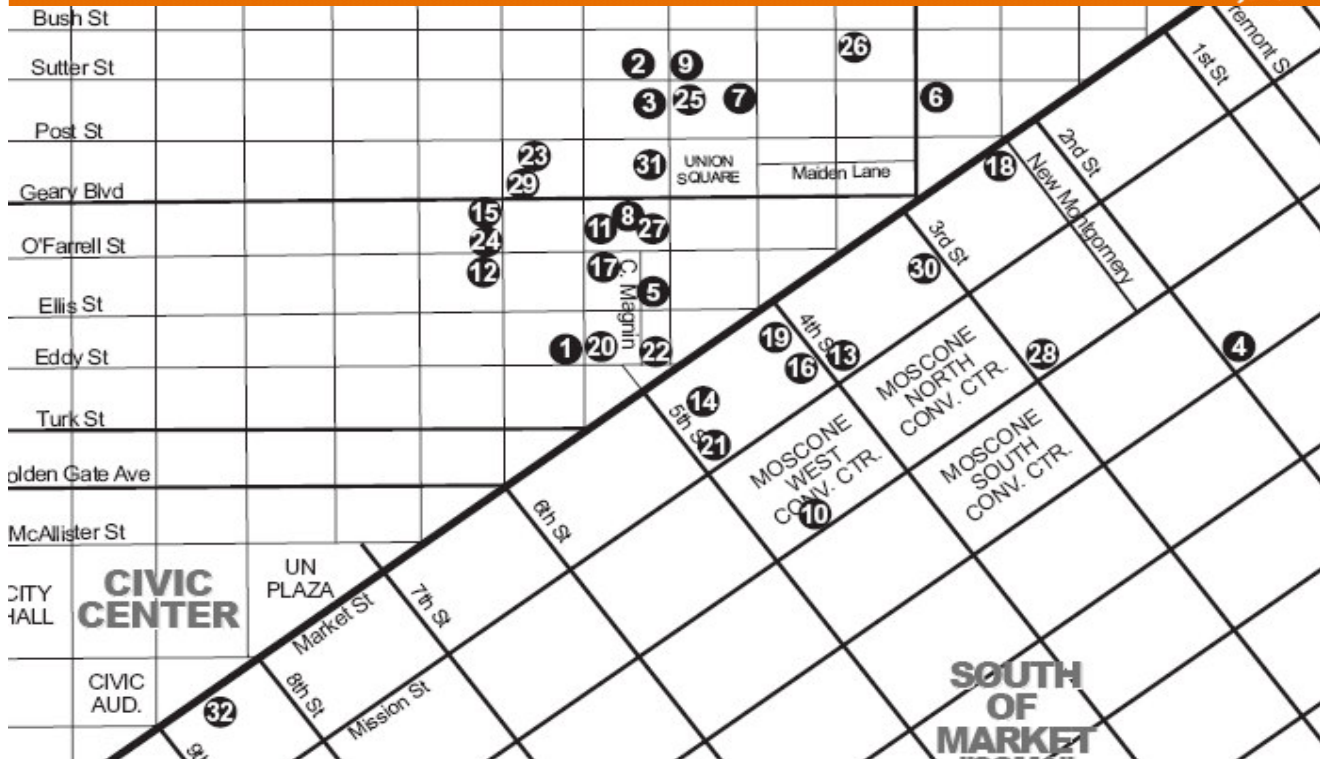 Bush St
Sutter St
Post St
Geary Blvd
O'Farrell St
Ellis St
Eddy St
Turk St
olden Gate Ave
McAllister St
CITY
HALL
CIVIC
CENTER
UN
PLAZA
CIVIC
AUD.
26
2
9
3
25
7
6
23
31
UNION
SQUARE
Maiden Lane
29
15
8
11
27
24
12
17
C. Magnin
5
1
20
22
18
remont S
1st St
2nd St
New Montgomery
3rd St
30
4th S
19
13
16
MOSCONE
NORTH
CONV. CTR.
28
4
14
5th S
21
MOSCONE
WEST
CONV. CTR.
10
MOSCONE
SOUTH
CONV. CTR.
6th St
7th St
Market St
8th St
Mission St
32
9th
SOUTH
OF
MARKET